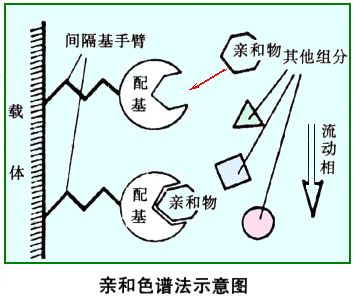 间隔基手臂
亲和物
其他组分
配
基
载
体
流
动
相
配
基
亲和物
亲和色谱法示意图